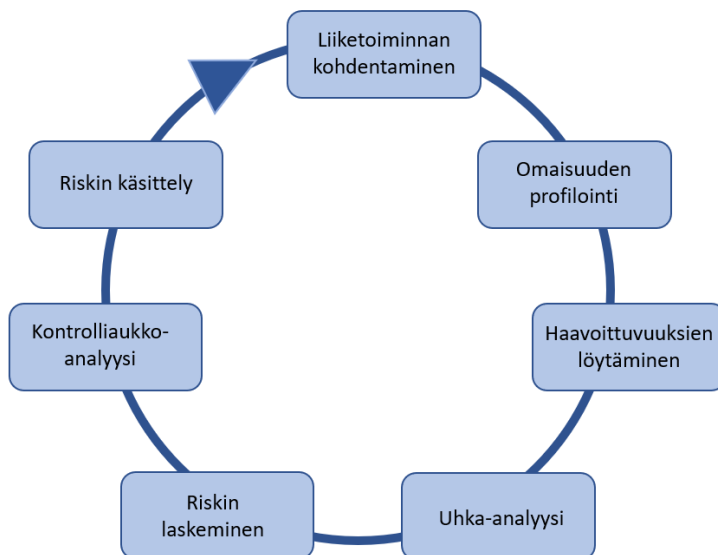 Liiketoiminnan
kohdentaminen
Omaisuuden
profilointi
Haavoittuvuuksien
löytäminen
Uhka-analyysi
Riskin
laskeminen
Kontrolliaukko-
analyysi
Riskin käsittely